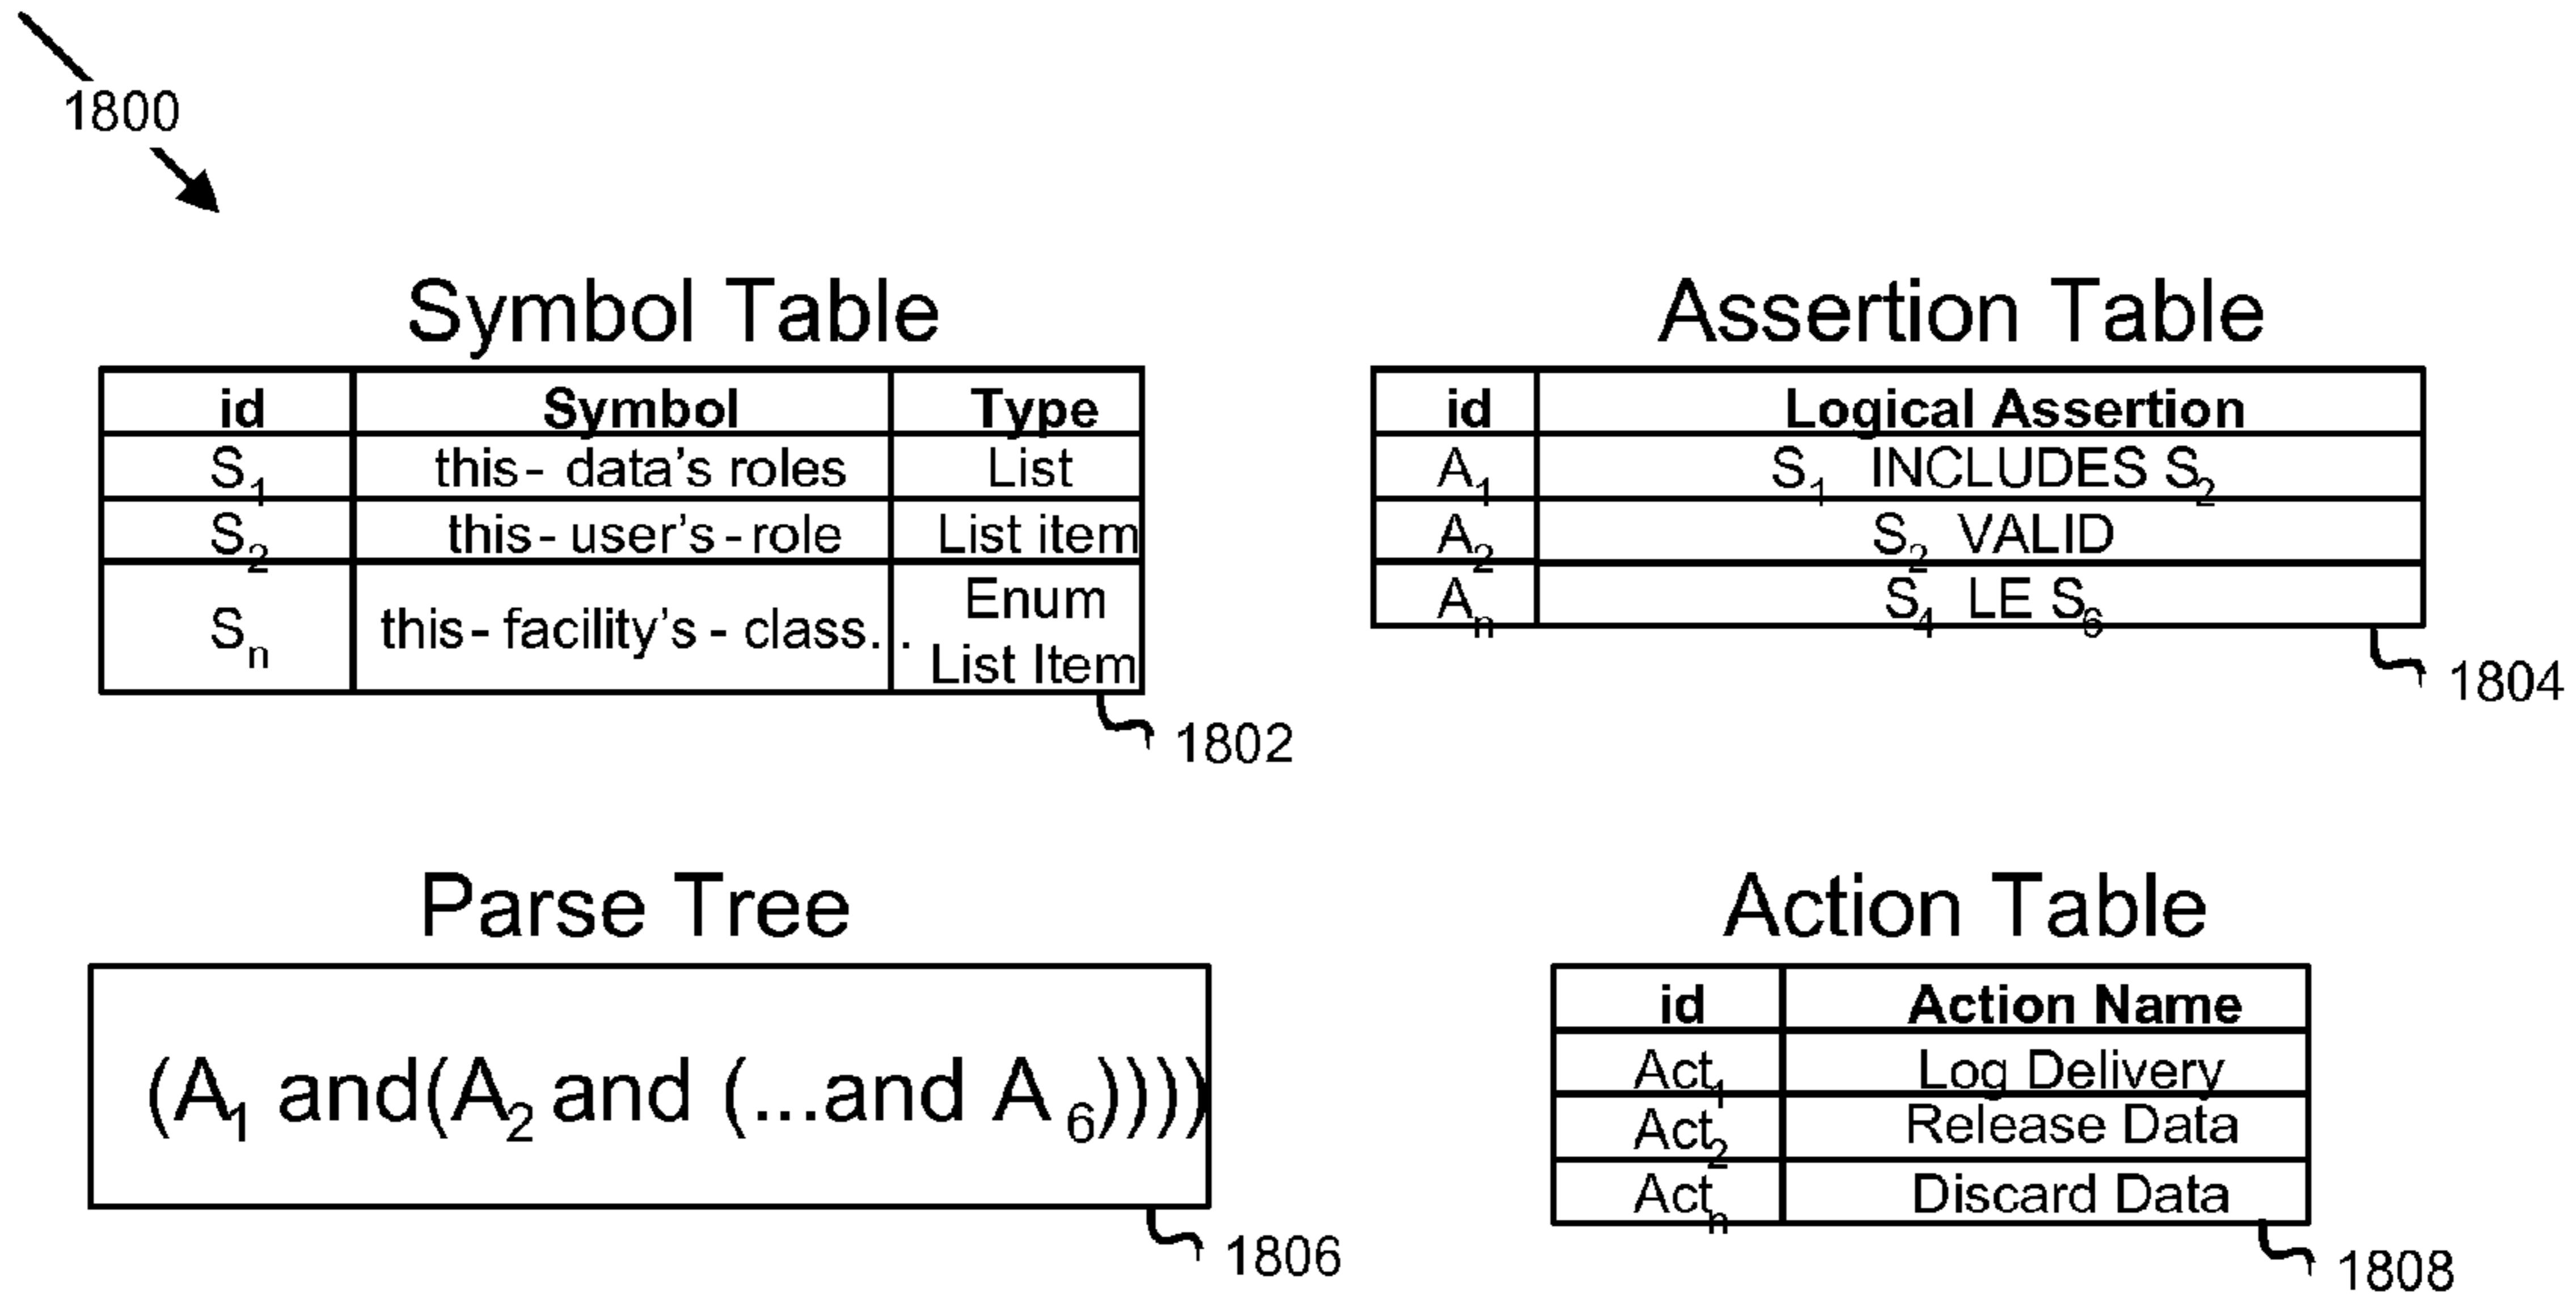 1800
Symbol Table
id Symbol Type
S1 this- data's roles List
S2 this- user's -role List item
Sn this- facility's - class... Enum List Item
1802
Assertion Table
id Logical Assertion
A1 S1 INCLUDES S2
A2 S2 VALID
An S4 LE S6
1804
Parse Tree
(A1 and(A2 and (...and A6))))
1806
Action Table
id Action Name
Act1 Log Delivery
Act2 Release Data
Actn Discard Data
1808